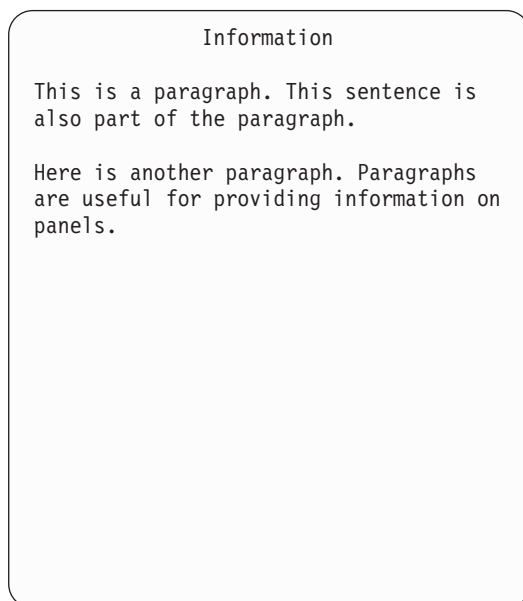 Information
This is a paragraph. This sentence is
also part of the paragraph.
Here is another paragraph. Paragraphs
are useful for providing information on
panels.